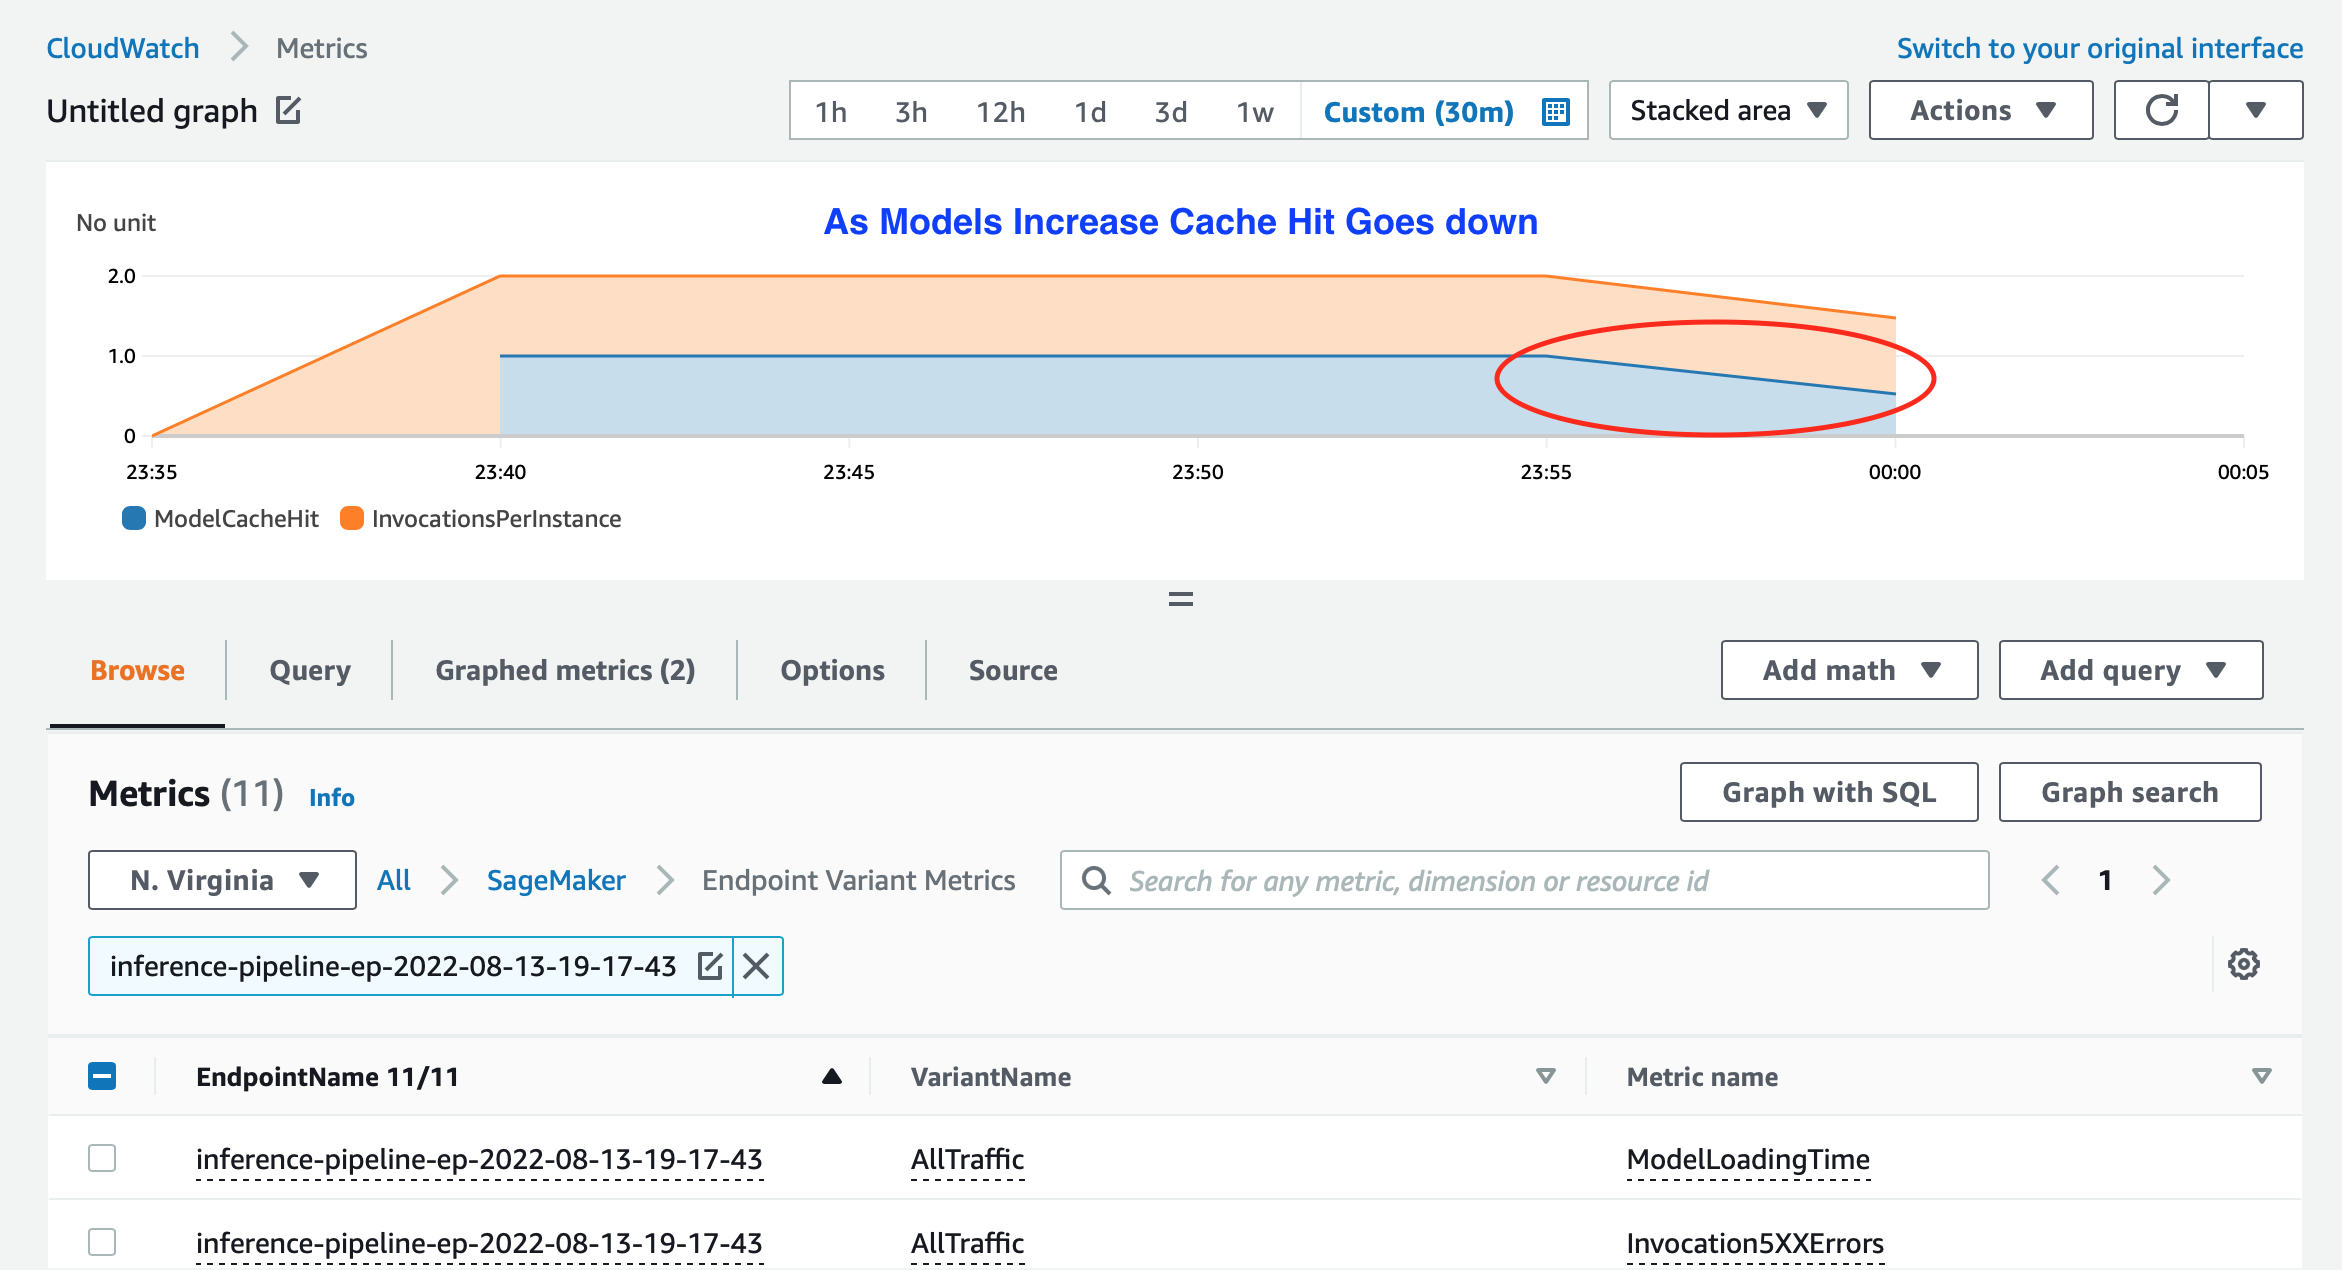 CloudWatch Metrics Switch to your original interface
Untitled graph 1h 3h 12h 1d 3d 1w Custom (30m) Stacked area Actions
No unit
As Models Increase Cache Hit Goes down
2.0
1.0
0
23:35 23:40 23:45 23:50 23:55 00:00 00:05
ModelCacheHit InvocationsPerInstance
Browse Query Graphed metrics (2) Options Source Add math Add query
Metrics (11) Info Graph with SQL Graph search
N. Virginia All SageMaker Endpoint Variant Metrics Search for any metric, dimension or resource id 1
inference-pipeline-ep-2022-08-13-19-17-43
EndpointName 11/11 VariantName Metric name
inference-pipeline-ep-2022-08-13-19-17-43 AllTraffic ModelLoadingTime
inference-pipeline-ep-2022-08-13-19-17-43 AllTraffic Invocation5XXErrors